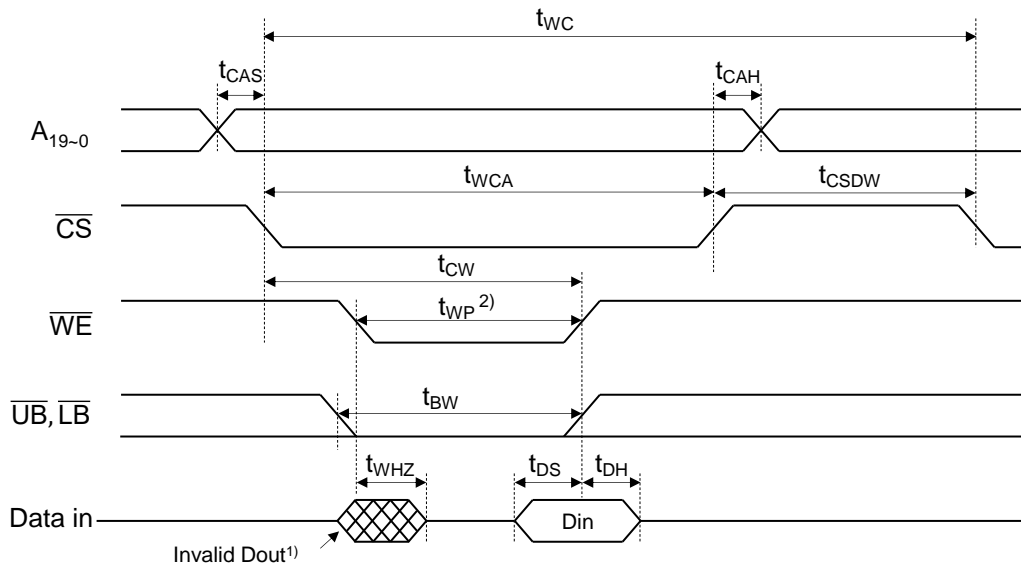 tWC
tCAS
tCAH
A19~0
tWCA
tCSDW
CS
tCW
tWP 2)
WE
tBW
UB, LB
tWHZ
tDS
tDH
Data in
Din
Invalid Dout1)